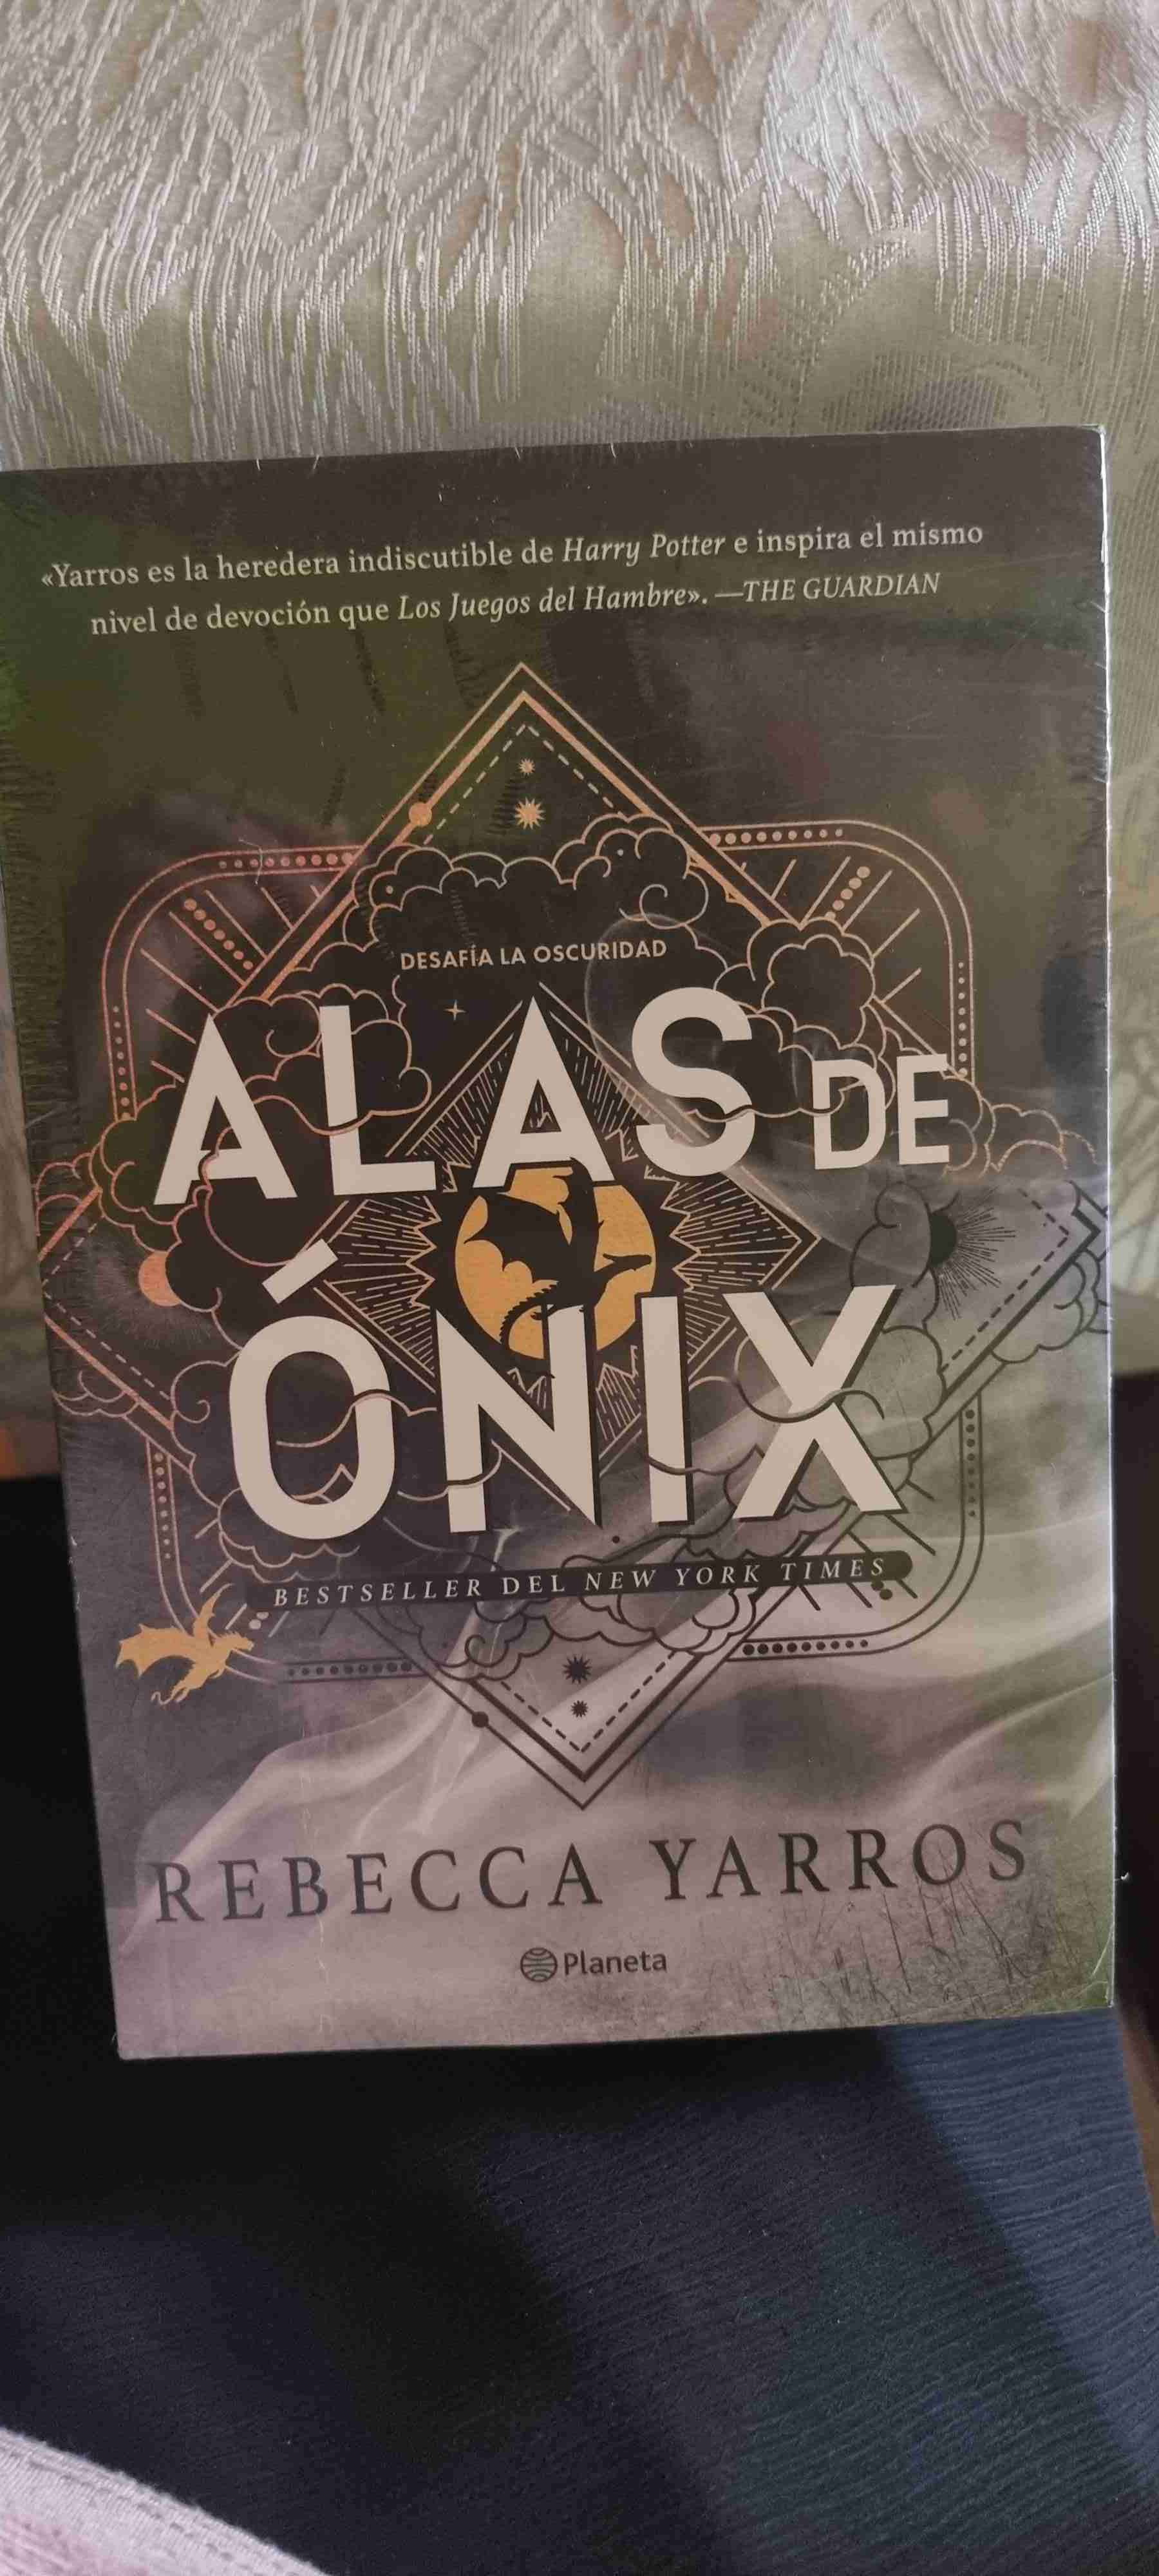 «Yarros es la heredera indiscutible de Harry Potter e inspira el mismo
nivel de devoción que Los Juegos del Hambre». —THE GUARDIAN
DESAFÍA LA OSCURIDAD
ALAS DE
ÓNIX
BESTSELLER DEL NEW YORK TIMES
REBECCA YARROS
Planeta